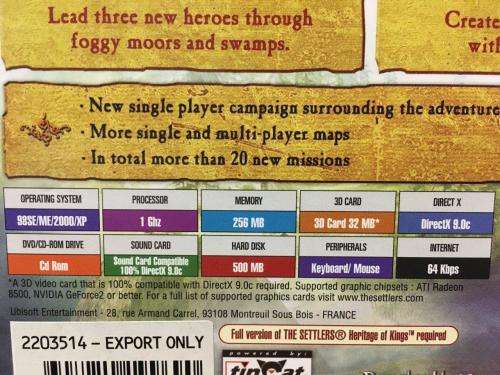 Lead three new heroes through
foggy moors and swamps.
Create
with
· New single player campaign surrounding the adventure
· More single and multi-player maps
· In total more than 20 new missions
OPERATING SYSTEM PROCESSOR MEMORY 3D CARD DIRECT X
98SE/ME/2000/XP 1 Ghz 256 MB 3D Card 32 MB* DirectX 9.0c
DVD/CD-ROM DRIVE SOUND CARD HARD DISK PERIPHERALS INTERNET
Cd Rom Sound Card Compatible 100% DirectX 9.0c 500 MB Keyboard/ Mouse 64 Kbps
*A 3D video card that is 100% compatible with DirectX 9.0c required. Supported graphic chipsets : ATI Radeon
8500, NVIDIA GeForce2 or better. For a full list of supported graphics cards visit www.thesettlers.com
Ubisoft Entertainment - 28, rue Armand Carrel, 93108 Montreuil Sous Bois - FRANCE
Full version of THE SETTLERS® Heritage of Kings™ required
2203514 – EXPORT ONLY
powered by:
tinCat